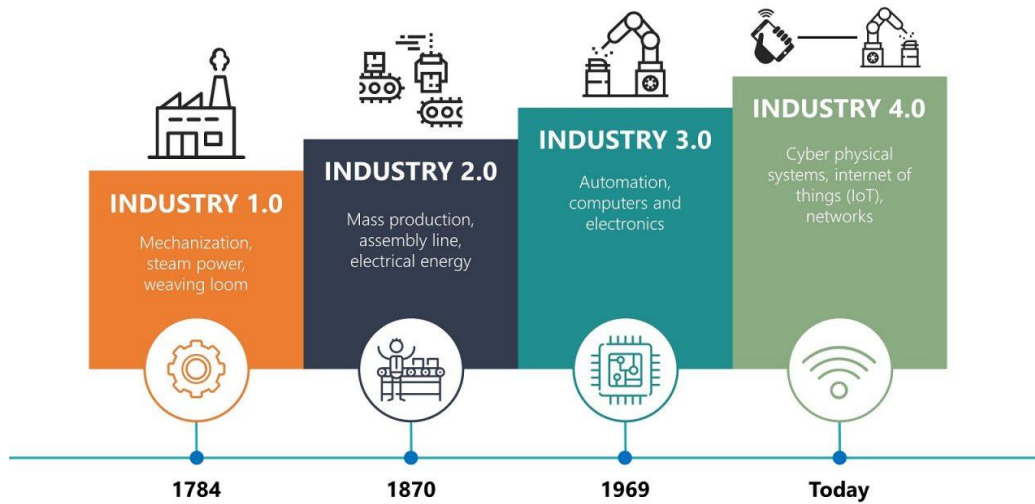 INDUSTRY 1.0
Mechanization,
steam power,
weaving loom
INDUSTRY 2.0
Mass production,
assembly line,
electrical energy
INDUSTRY 3.0
Automation,
computers and
electronics
INDUSTRY 4.0
Cyber physical
systems, internet of
things (IoT),
networks
1784
1870
1969
Today